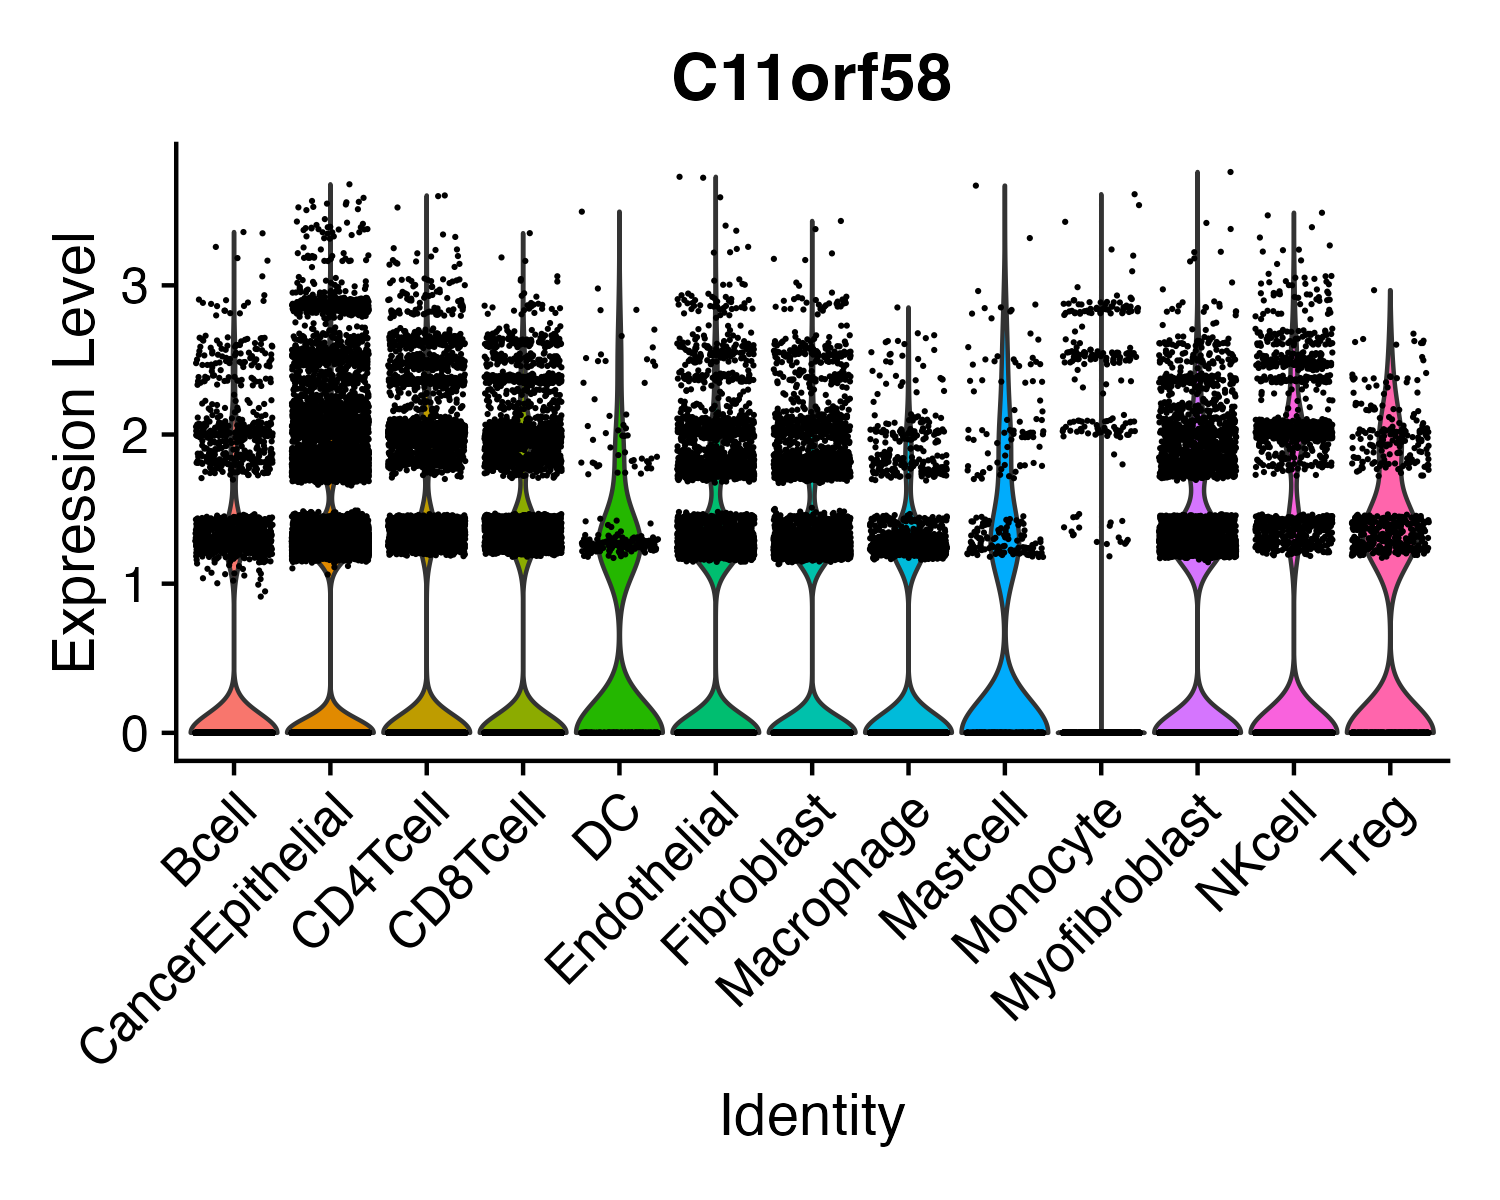 C11orf58
Expression Level
3
2
1
0
Bcell
CancerEpithelial
CD4Tcell
CD8Tcell
DC
Endothelial
Fibroblast
Macrophage
Mastcell
Monocyte
Myofibroblast
NKcell
Treg
Identity